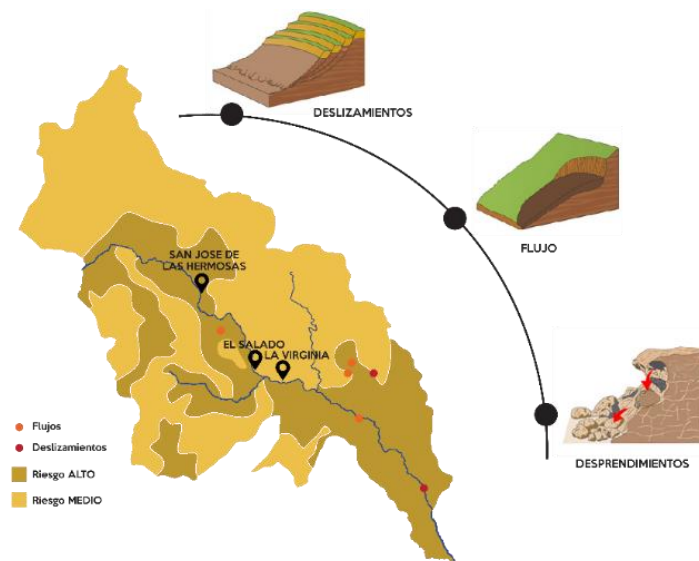 DESLIZAMIENTOS
FLUJO
DESPRENDIMIENTOS
SAN JOSE DE
LAS HERMOSAS
EL SALADO
LA VIRGINIA
Flujos
Deslizamientos
Riesgo ALTO
Riesgo MEDIO